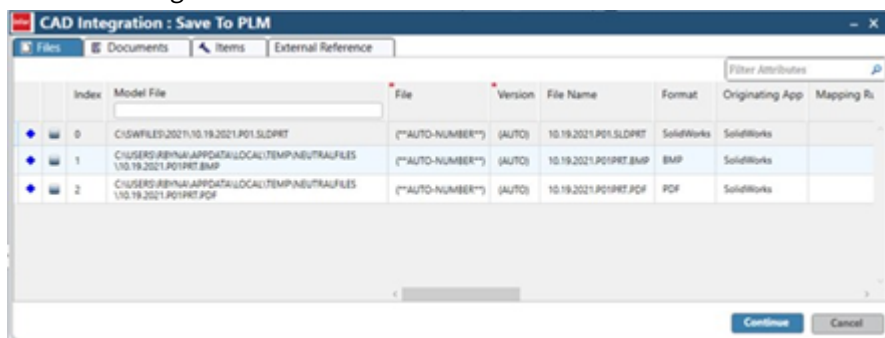 CAD Integration : Save To PLM
Files Documents Items External Reference
Filter Attributes
Index Model File * File * Version File Name Format Originating App Mapping Ru
0 C:\SWFILES\2021\10.19.2021.P01.SLDPRT (**AUTO-NUMBER**) (AUTO) 10.19.2021.P01.SLDPRT SolidWorks SolidWorks
1 C:\USERS\RBYNA\APPDATA\LOCAL\TEMP\NEUTRALFILES
\10.19.2021.P01PRT.BMP (**AUTO-NUMBER**) (AUTO) 10.19.2021.P01PRT.BMP BMP SolidWorks
2 C:\USERS\RBYNA\APPDATA\LOCAL\TEMP\NEUTRALFILES
\10.19.2021.P01PRT.PDF (**AUTO-NUMBER**) (AUTO) 10.19.2021.P01PRT.PDF PDF SolidWorks
Continue Cancel